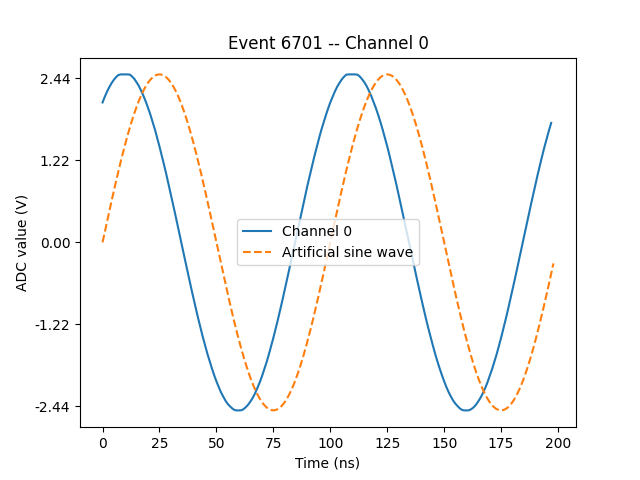 Event 6701 -- Channel 0
ADC value (V)
2.44
1.22
0.00
-1.22
-2.44
Channel 0
Artificial sine wave
0 25 50 75 100 125 150 175 200
Time (ns)